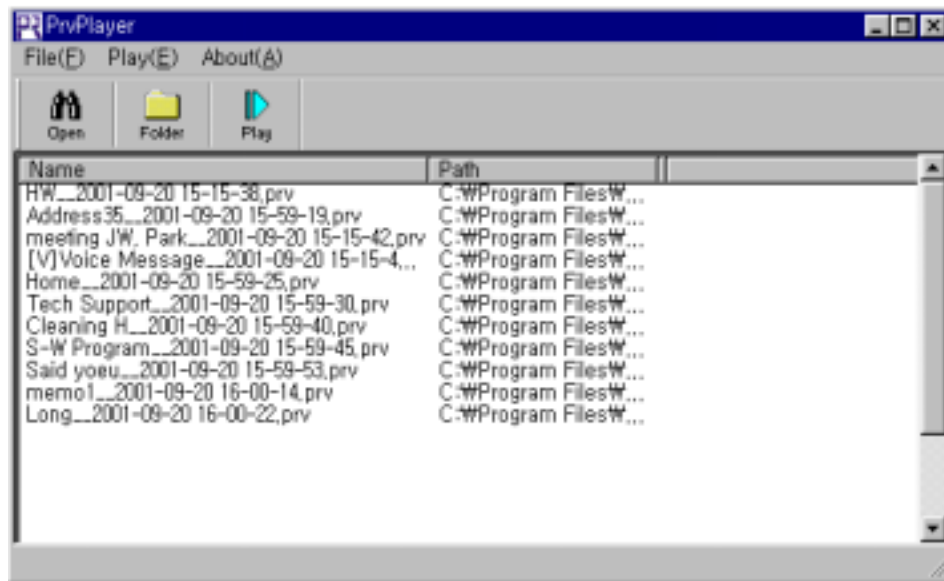 PR PrvPlayer
File(F) Play(E) About(A)
Open Folder Play
Name Path
HW__2001-09-20 15-15-38.prv C:₩Program Files₩...
Address35__2001-09-20 15-59-19.prv C:₩Program Files₩...
meeting JW. Park__2001-09-20 15-15-42.prv C:₩Program Files₩...
[V]Voice Message__2001-09-20 15-15-4... C:₩Program Files₩...
Home__2001-09-20 15-59-25.prv C:₩Program Files₩...
Tech Support__2001-09-20 15-59-30.prv C:₩Program Files₩...
Cleaning H__2001-09-20 15-59-40.prv C:₩Program Files₩...
S-W Program__2001-09-20 15-59-45.prv C:₩Program Files₩...
Said yoeu__2001-09-20 15-59-53.prv C:₩Program Files₩...
memo1__2001-09-20 16-00-14.prv C:₩Program Files₩...
Long__2001-09-20 16-00-22.prv C:₩Program Files₩...